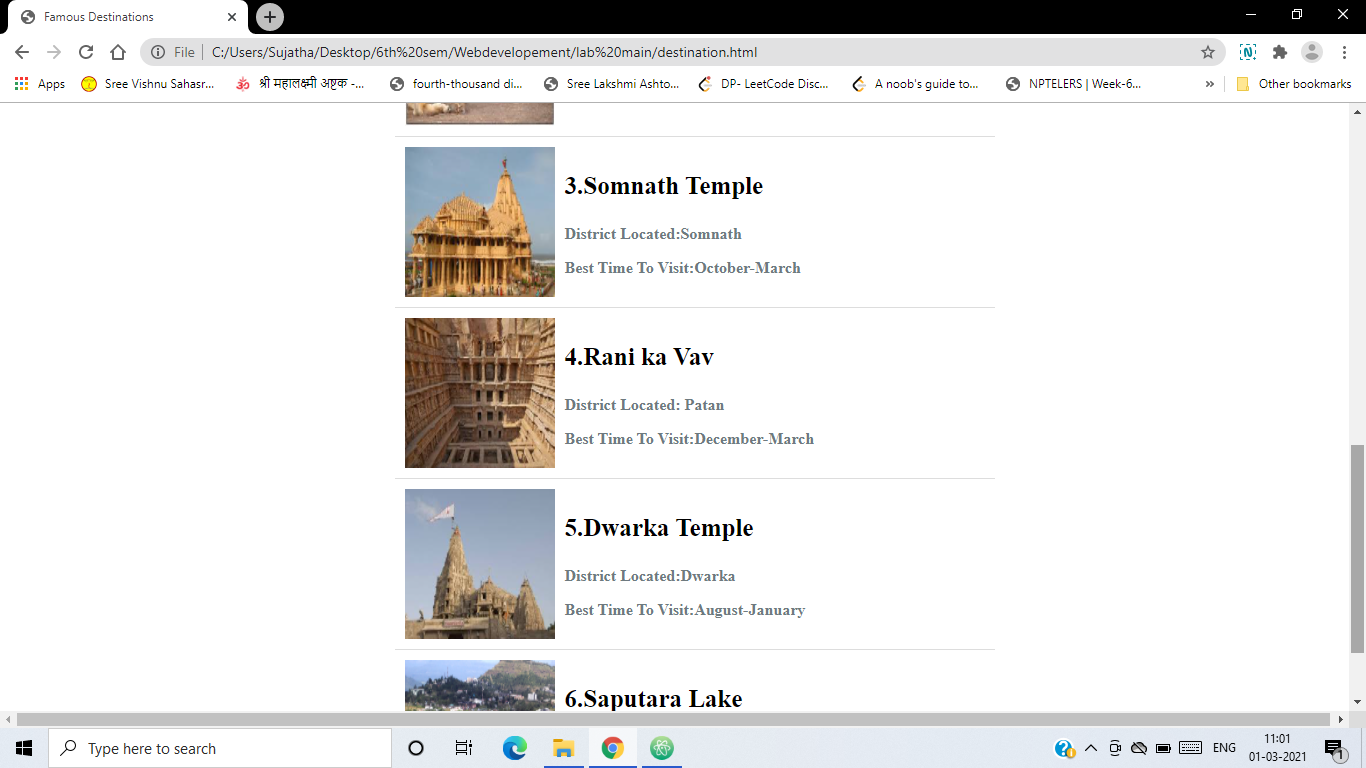 Famous Destinations
File
C:/Users/Sujatha/Desktop/6th%20sem/Webdevelopement/lab%20main/destination.html
Apps
Sree Vishnu Sahasr...
श्री महालक्ष्मी अष्टक -...
fourth-thousand di...
Sree Lakshmi Ashto...
DP- LeetCode Disc...
A noob's guide to...
NPTELERS | Week-6...
»
Other bookmarks
3.Somnath Temple
District Located:Somnath
Best Time To Visit:October-March
4.Rani ka Vav
District Located: Patan
Best Time To Visit:December-March
5.Dwarka Temple
District Located:Dwarka
Best Time To Visit:August-January
6.Saputara Lake
Type here to search
ENG
11:01
01-03-2021
1